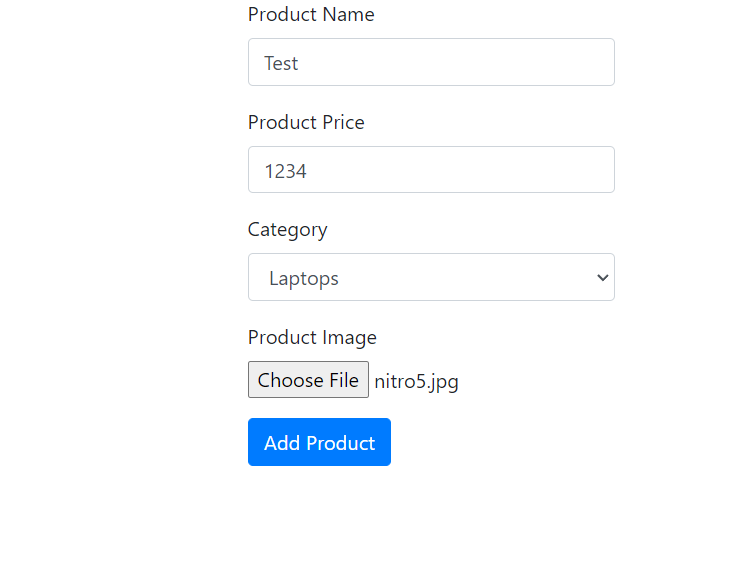 Product Name
Test
Product Price
1234
Category
Laptops
Product Image
Choose File nitro5.jpg
Add Product